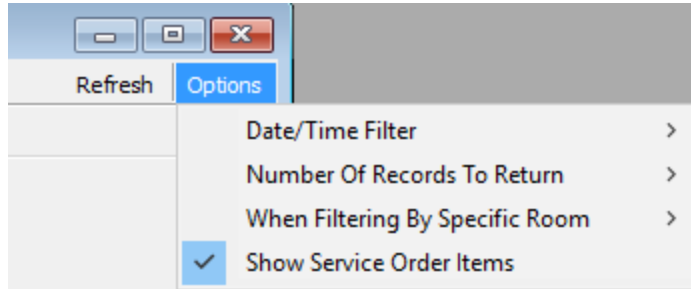 Refresh Options
Date/Time Filter
Number Of Records To Return
When Filtering By Specific Room
Show Service Order Items